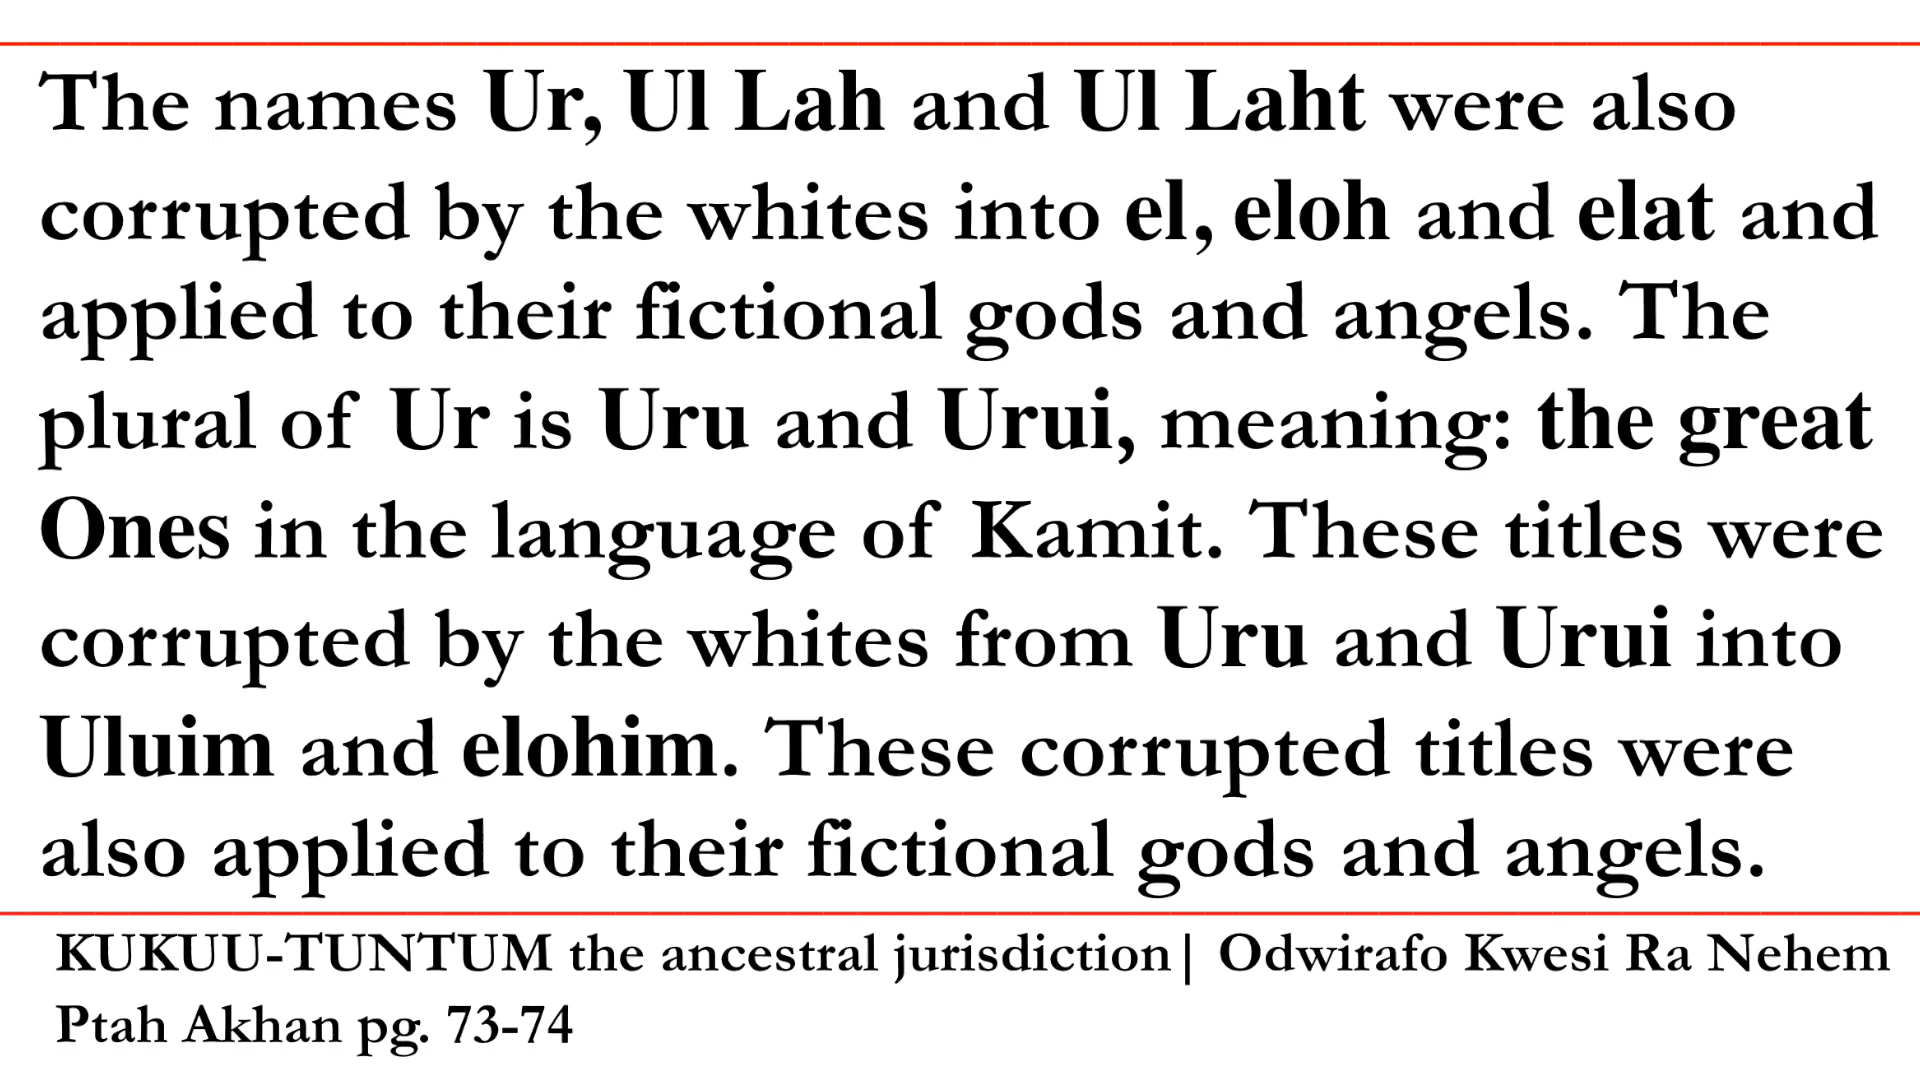 The names Ur, Ul Lah and Ul Laht were also
corrupted by the whites into el, eloh and elat and
applied to their fictional gods and angels. The
plural of Ur is Uru and Urui, meaning: the great
Ones in the language of Kamit. These titles were
corrupted by the whites from Uru and Urui into
Uluim and elohim. These corrupted titles were
also applied to their fictional gods and angels.
KUKUU-TUNTUM the ancestral jurisdiction| Odwirafo Kwesi Ra Nehem
Ptah Akhan pg. 73-74